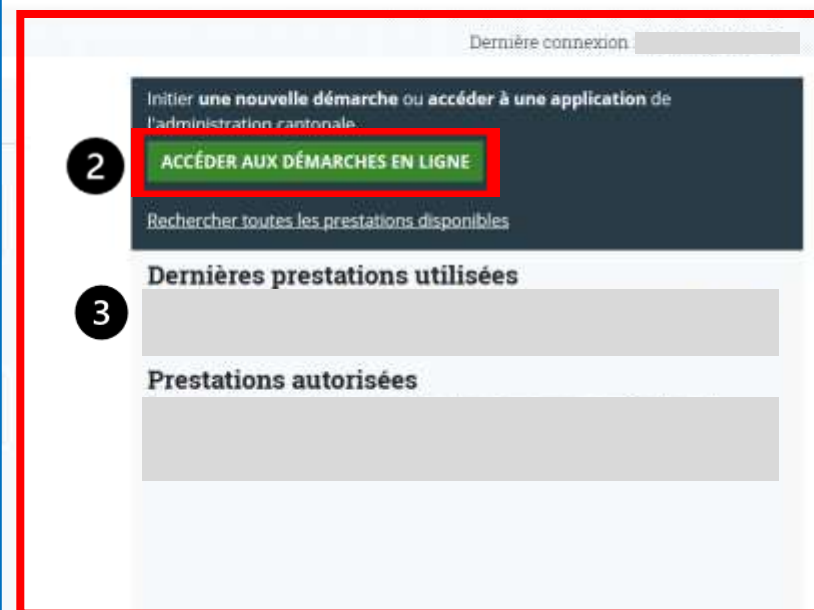 Dernière connexion :
Initier une nouvelle démarche ou accéder à une application de
l'administration cantonale.
2
ACCÉDER AUX DÉMARCHES EN LIGNE
Rechercher toutes les prestations disponibles
Dernières prestations utilisées
3
Prestations autorisées